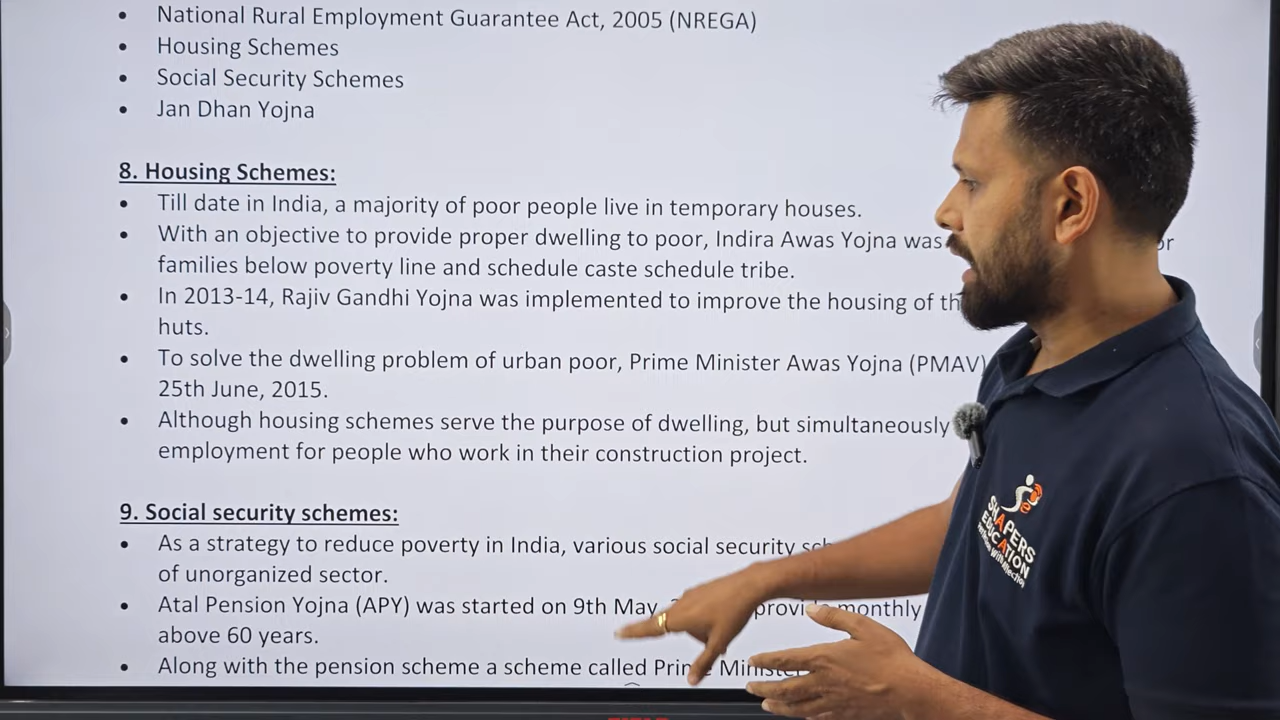 • National Rural Employment Guarantee Act, 2005 (NREGA)
• Housing Schemes
• Social Security Schemes
• Jan Dhan Yojna
8. Housing Schemes:
• Till date in India, a majority of poor people live in temporary houses.
• With an objective to provide proper dwelling to poor, Indira Awas Yojna was
families below poverty line and schedule caste schedule tribe.
• In 2013-14, Rajiv Gandhi Yojna was implemented to improve the housing of
huts.
• To solve the dwelling problem of urban poor, Prime Minister Awas Yojna (PMAV)
25th June, 2015.
• Although housing schemes serve the purpose of dwelling, but simultaneously
employment for people who work in their construction project.
9. Social security schemes:
• As a strategy to reduce poverty in India, various social security
of unorganized sector.
• Atal Pension Yojna (APY) was started on 9th May, monthly
above 60 years.
• Along with the pension scheme a scheme called
SHAPERS
EDUCATION